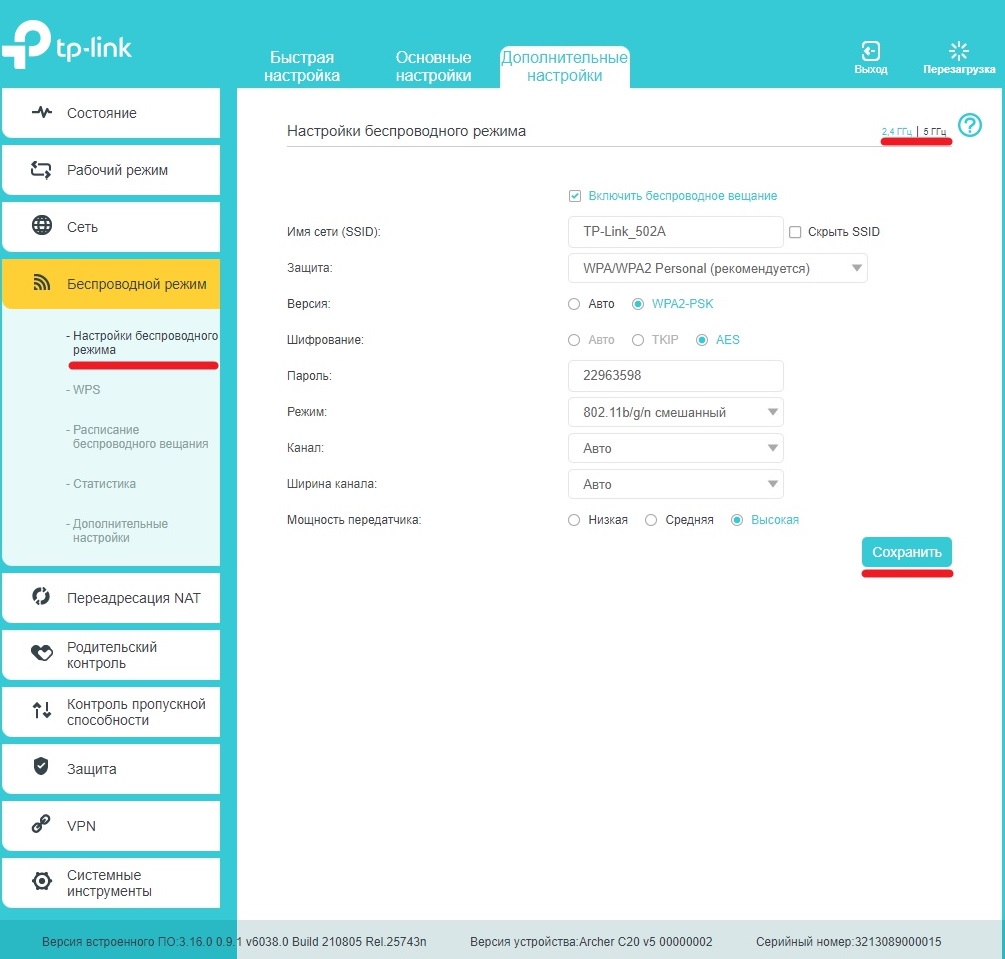 tp-link
Быстрая
настройка
Основные
настройки
Дополнительные
настройки
Выход
Перезагрузка
Состояние
Рабочий режим
Сеть
Беспроводной режим
- Настройки беспроводного
режима
- WPS
- Расписание
беспроводного вещания
- Статистика
- Дополнительные
настройки
Переадресация NAT
Родительский
контроль
Контроль пропускной
способности
Защита
VPN
Системные
инструменты
Настройки беспроводного режима
2,4 ГГц | 5 ГГц
?
Включить беспроводное вещание
Имя сети (SSID): TP-Link_502A Скрыть SSID
Защита: WPA/WPA2 Personal (рекомендуется)
Версия: Авто WPA2-PSK
Шифрование: Авто TKIP AES
Пароль: 22963598
Режим: 802.11b/g/n смешанный
Канал: Авто
Ширина канала: Авто
Мощность передатчика: Низкая Средняя Высокая
Сохранить
Версия встроенного ПО:3.16.0 0.9.1 v6038.0 Build 210805 Rel.25743n Версия устройства:Archer C20 v5 00000002 Серийный номер:3213089000015